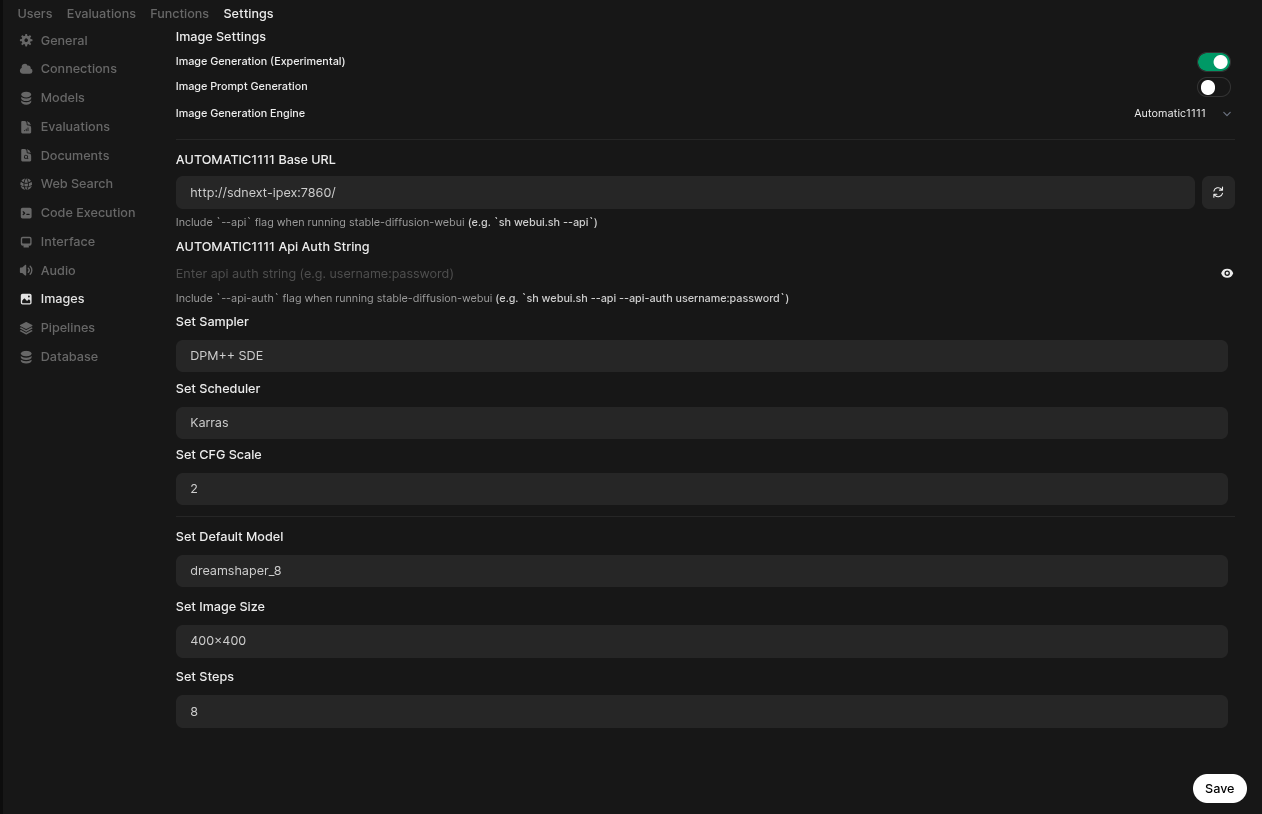 Users Evaluations Functions Settings
General
Connections
Models
Evaluations
Documents
Web Search
Code Execution
Interface
Audio
Images
Pipelines
Database
Image Settings
Image Generation (Experimental)
Image Prompt Generation
Image Generation Engine Automatic1111
AUTOMATIC1111 Base URL
http://sdnext-ipex:7860/
Include `--api` flag when running stable-diffusion-webui (e.g. `sh webui.sh --api`)
AUTOMATIC1111 Api Auth String
Enter api auth string (e.g. username:password)
Include `--api-auth` flag when running stable-diffusion-webui (e.g. `sh webui.sh --api --api-auth username:password`)
Set Sampler
DPM++ SDE
Set Scheduler
Karras
Set CFG Scale
2
Set Default Model
dreamshaper_8
Set Image Size
400×400
Set Steps
8
Save